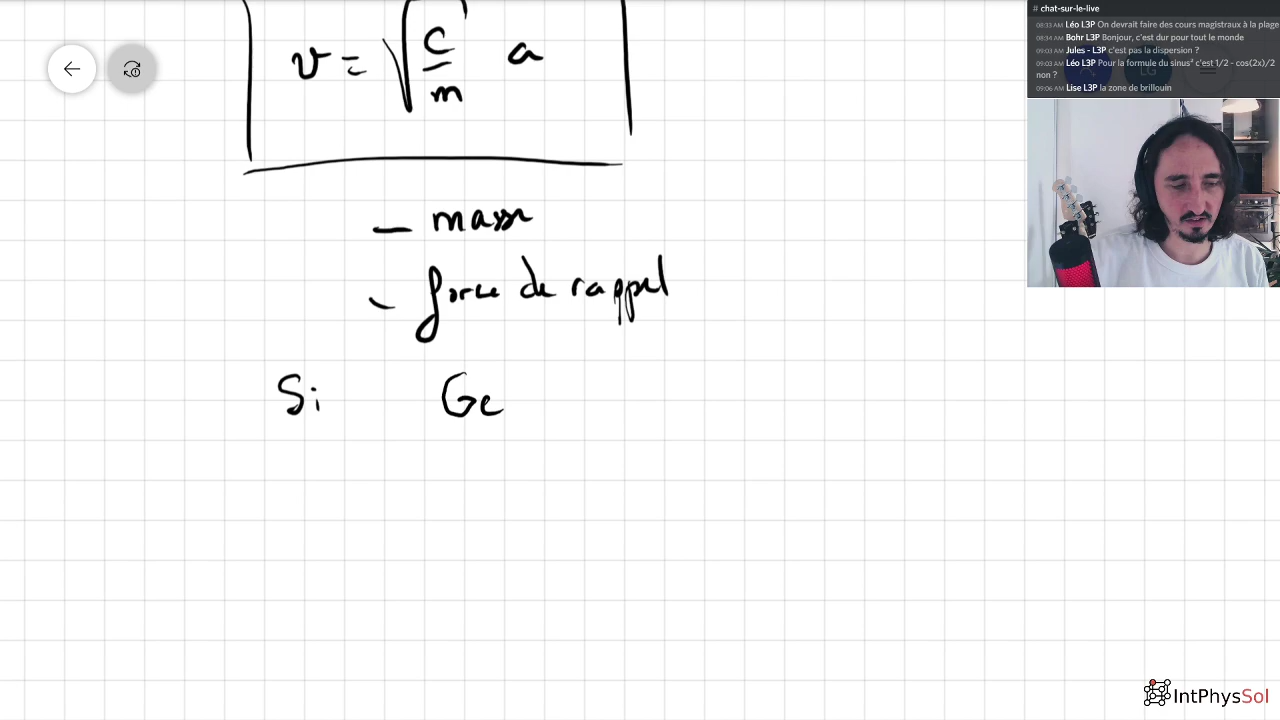 v = √(c/m) a
– masse
– force de rappel
Si Ge
# chat-sur-le-live
08:33 AM Léo L3P On devrait faire des cours magistraux à la plage
08:34 AM Bohr L3P Bonjour, c'est dur pour tout le monde
09:03 AM Jules - L3P c'est pas la dispersion ?
09:03 AM Léo L3P Pour la formule du sinus² c'est 1/2 - cos(2x)/2
non ?
09:06 AM Lise L3P la zone de brillouin
IntPhysSol